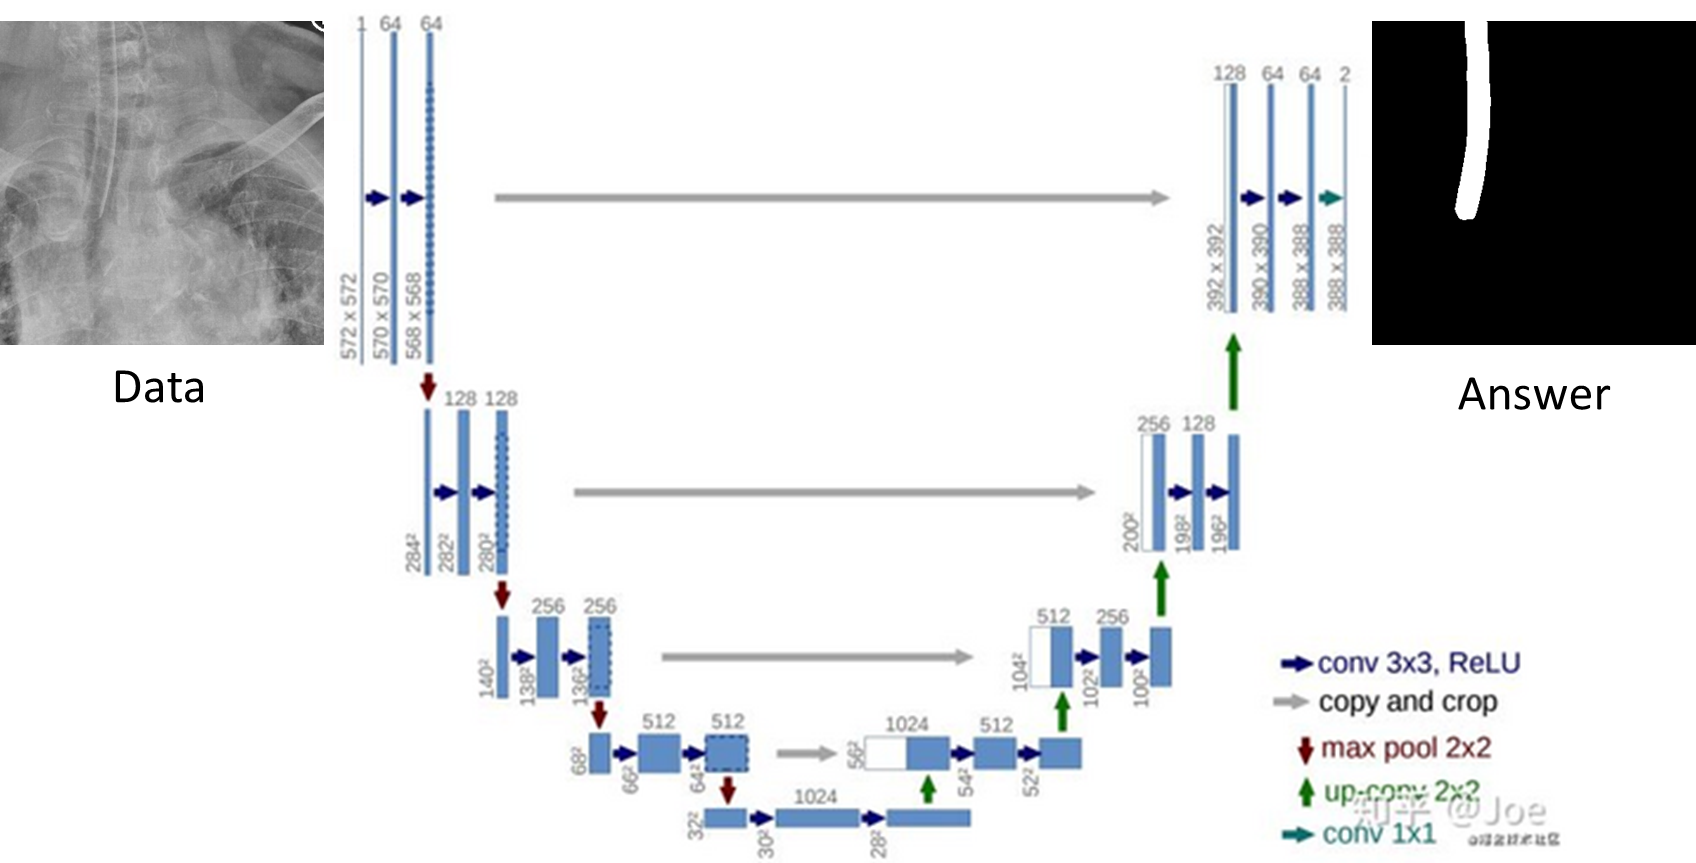 1 64 64
572 x 572
570 x 570
568 x 568
128 64 64 2
392 x 392
390 x 390
388 x 388
388 x 388
Data
Answer
128 128
284²
282²
280²
256 128
200²
198²
196²
256 256
140²
138²
136²
512 256
104²
102²
100²
512 512
68²
66²
64²
1024 512
56²
54²
52²
1024
32²
30²
28²
conv 3x3, ReLU
copy and crop
max pool 2x2
up-conv 2x2
conv 1x1
知乎 @Joe